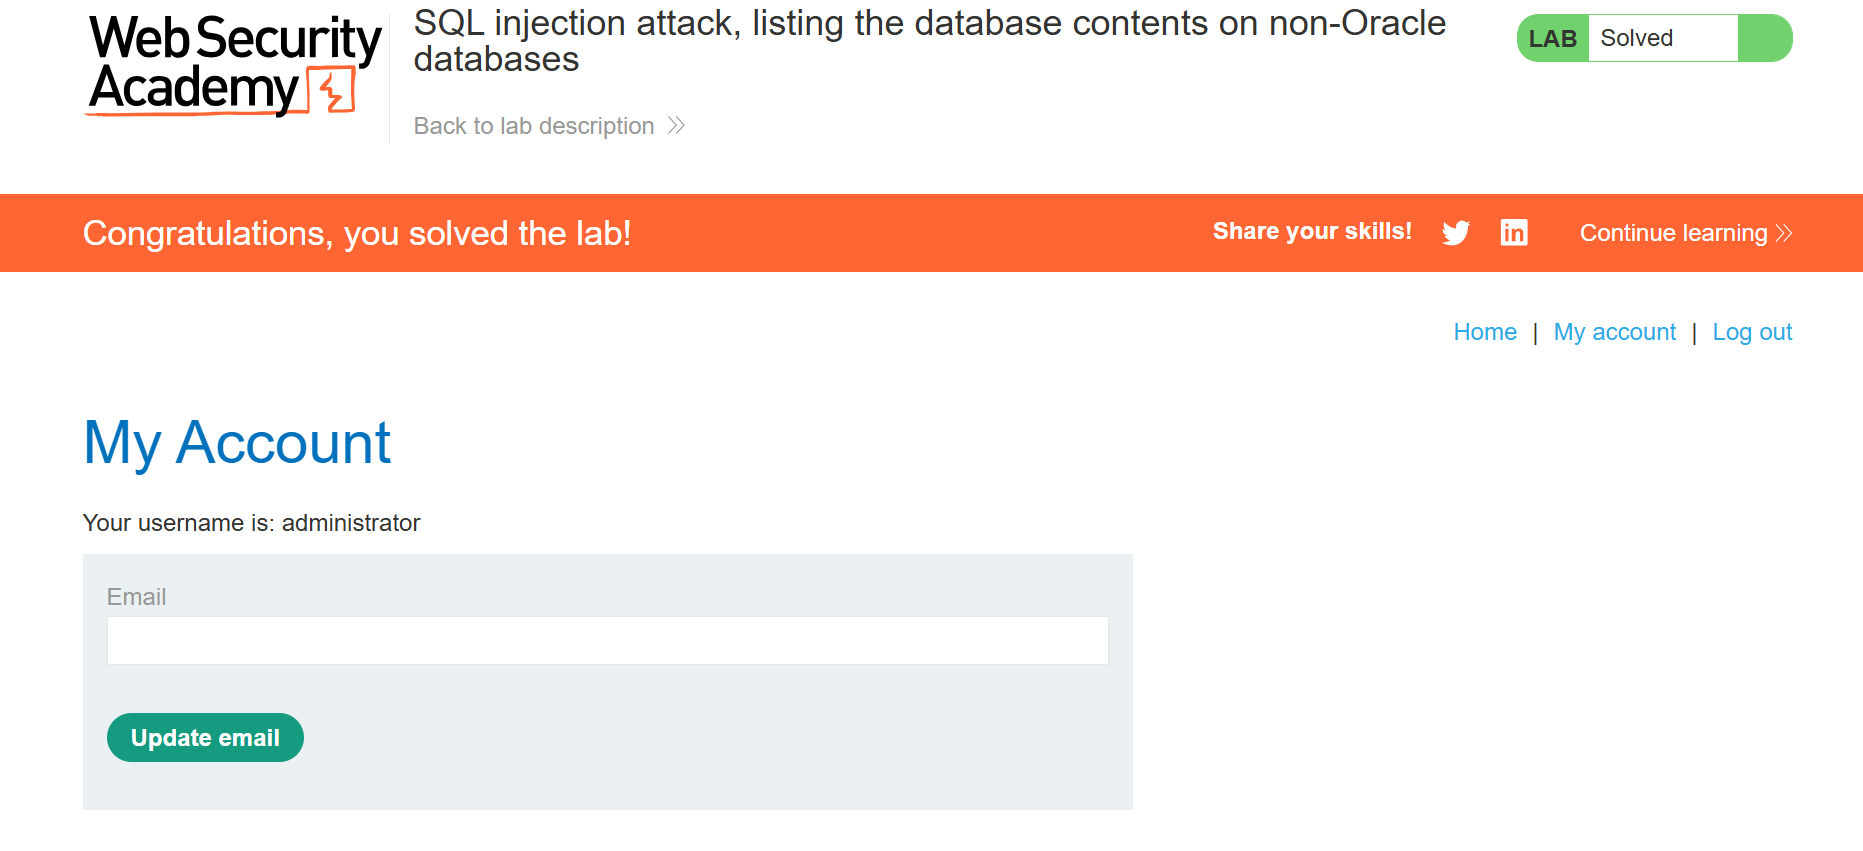 Web Security
Academy
SQL injection attack, listing the database contents on non-Oracle
databases
Back to lab description
LAB Solved
Congratulations, you solved the lab!
Share your skills!
in
Continue learning
Home | My account | Log out
My Account
Your username is: administrator
Email
Update email